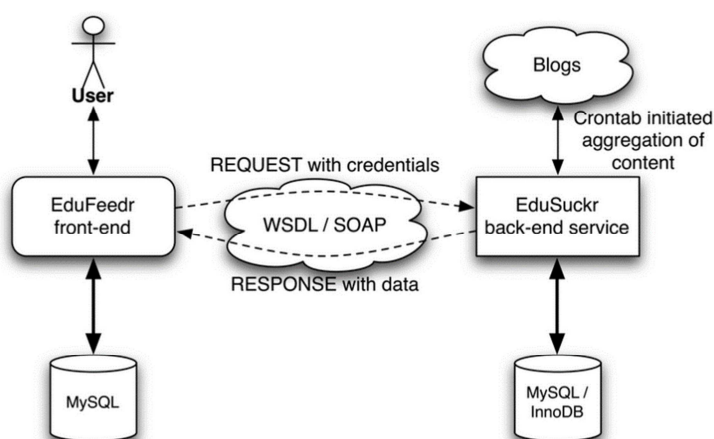 User
Blogs
Crontab initiated
aggregation of
content
REQUEST with credentials
EduFeedr
front-end
WSDL / SOAP
EduSuckr
back-end service
RESPONSE with data
MySQL
MySQL /
InnoDB